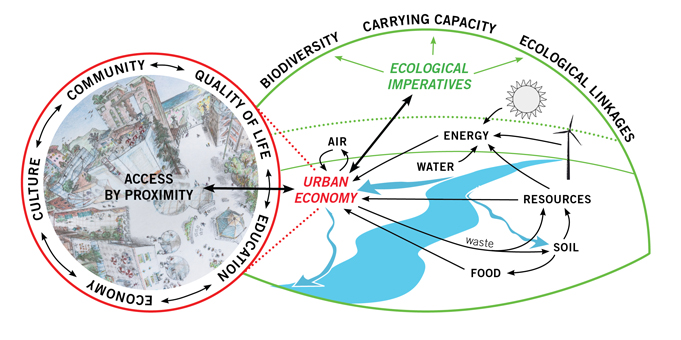 CARRYING CAPACITY
BIODIVERSITY
ECOLOGICAL LINKAGES
ECOLOGICAL
IMPERATIVES
COMMUNITY
QUALITY OF LIFE
CULTURE
ACCESS
BY PROXIMITY
EDUCATION
ECONOMY
AIR
ENERGY
WATER
URBAN
ECONOMY
RESOURCES
waste
SOIL
FOOD